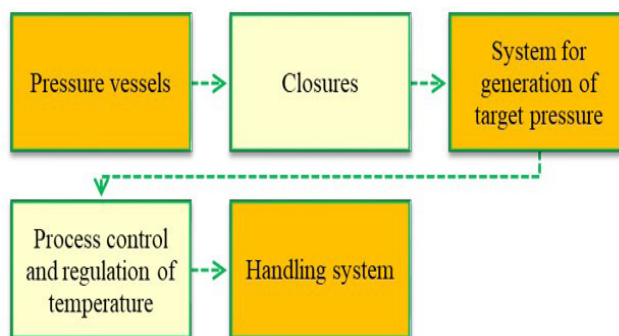 Pressure vessels
Closures
System for
generation of
target pressure
Process control
and regulation of
temperature
Handling system